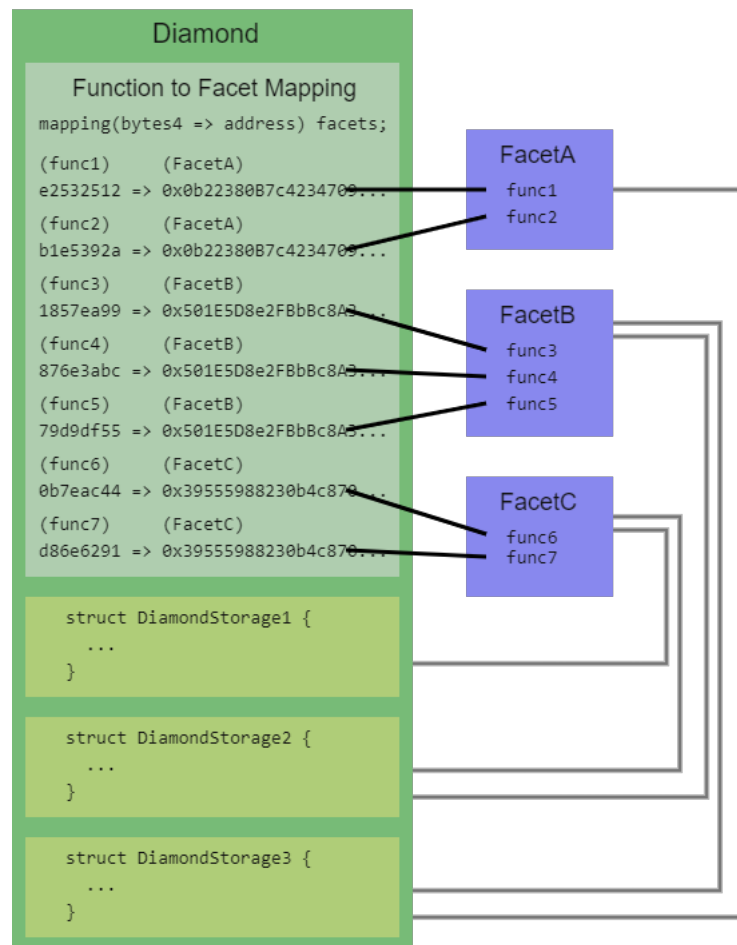 Diamond
Function to Facet Mapping
mapping(bytes4 => address) facets;
(func1) (FacetA)
e2532512 => 0x0b22380B7c4234709...
(func2) (FacetA)
b1e5392a => 0x0b22380B7c4234709...
(func3) (FacetB)
1857ea99 => 0x501E5D8e2FBbBc8A3...
(func4) (FacetB)
876e3abc => 0x501E5D8e2FBbBc8A3...
(func5) (FacetB)
79d9df55 => 0x501E5D8e2FBbBc8A3...
(func6) (FacetC)
0b7eac44 => 0x39555988230b4c870...
(func7) (FacetC)
d86e6291 => 0x39555988230b4c870...
struct DiamondStorage1 {
...
}
struct DiamondStorage2 {
...
}
struct DiamondStorage3 {
...
}
FacetA
func1
func2
FacetB
func3
func4
func5
FacetC
func6
func7